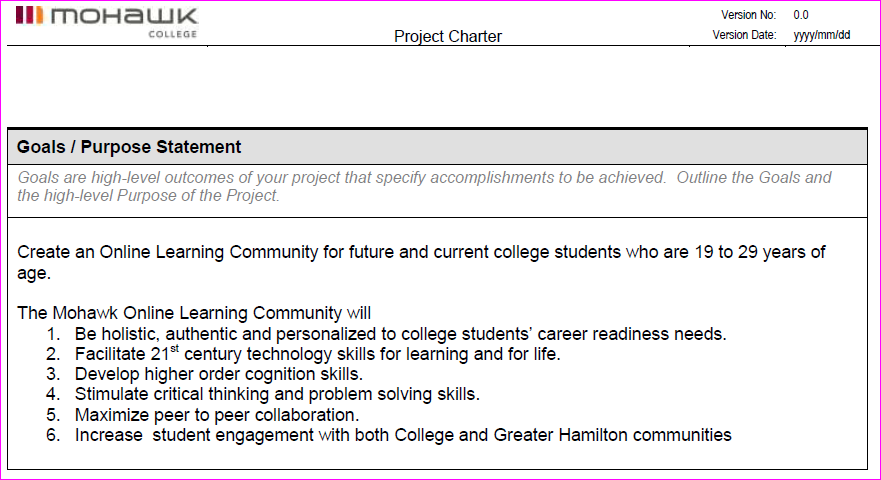 mohawk
COLLEGE
Project Charter
Version No: 0.0
Version Date: yyyy/mm/dd
Goals / Purpose Statement
Goals are high-level outcomes of your project that specify accomplishments to be achieved.  Outline the Goals and
the high-level Purpose of the Project.
Create an Online Learning Community for future and current college students who are 19 to 29 years of
age.
The Mohawk Online Learning Community will
1. Be holistic, authentic and personalized to college students’ career readiness needs.
2. Facilitate 21st century technology skills for learning and for life.
3. Develop higher order cognition skills.
4. Stimulate critical thinking and problem solving skills.
5. Maximize peer to peer collaboration.
6. Increase  student engagement with both College and Greater Hamilton communities